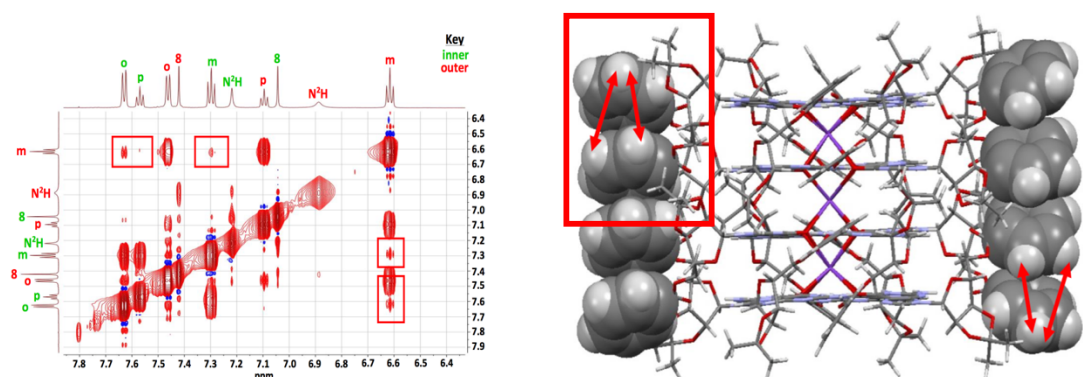 Key
inner
outer
o p o 8 m N²H p 8 N²H m
m
N²H
8
p
N²H
m
8
o
p
o
6.4
6.5
6.6
6.7
6.8
6.9
7.0
7.1
7.2
7.3
7.4
7.5
7.6
7.7
7.8
7.9
7.8 7.7 7.6 7.5 7.4 7.3 7.2 7.1 7.0 6.9 6.8 6.7 6.6 6.5 6.4
ppm